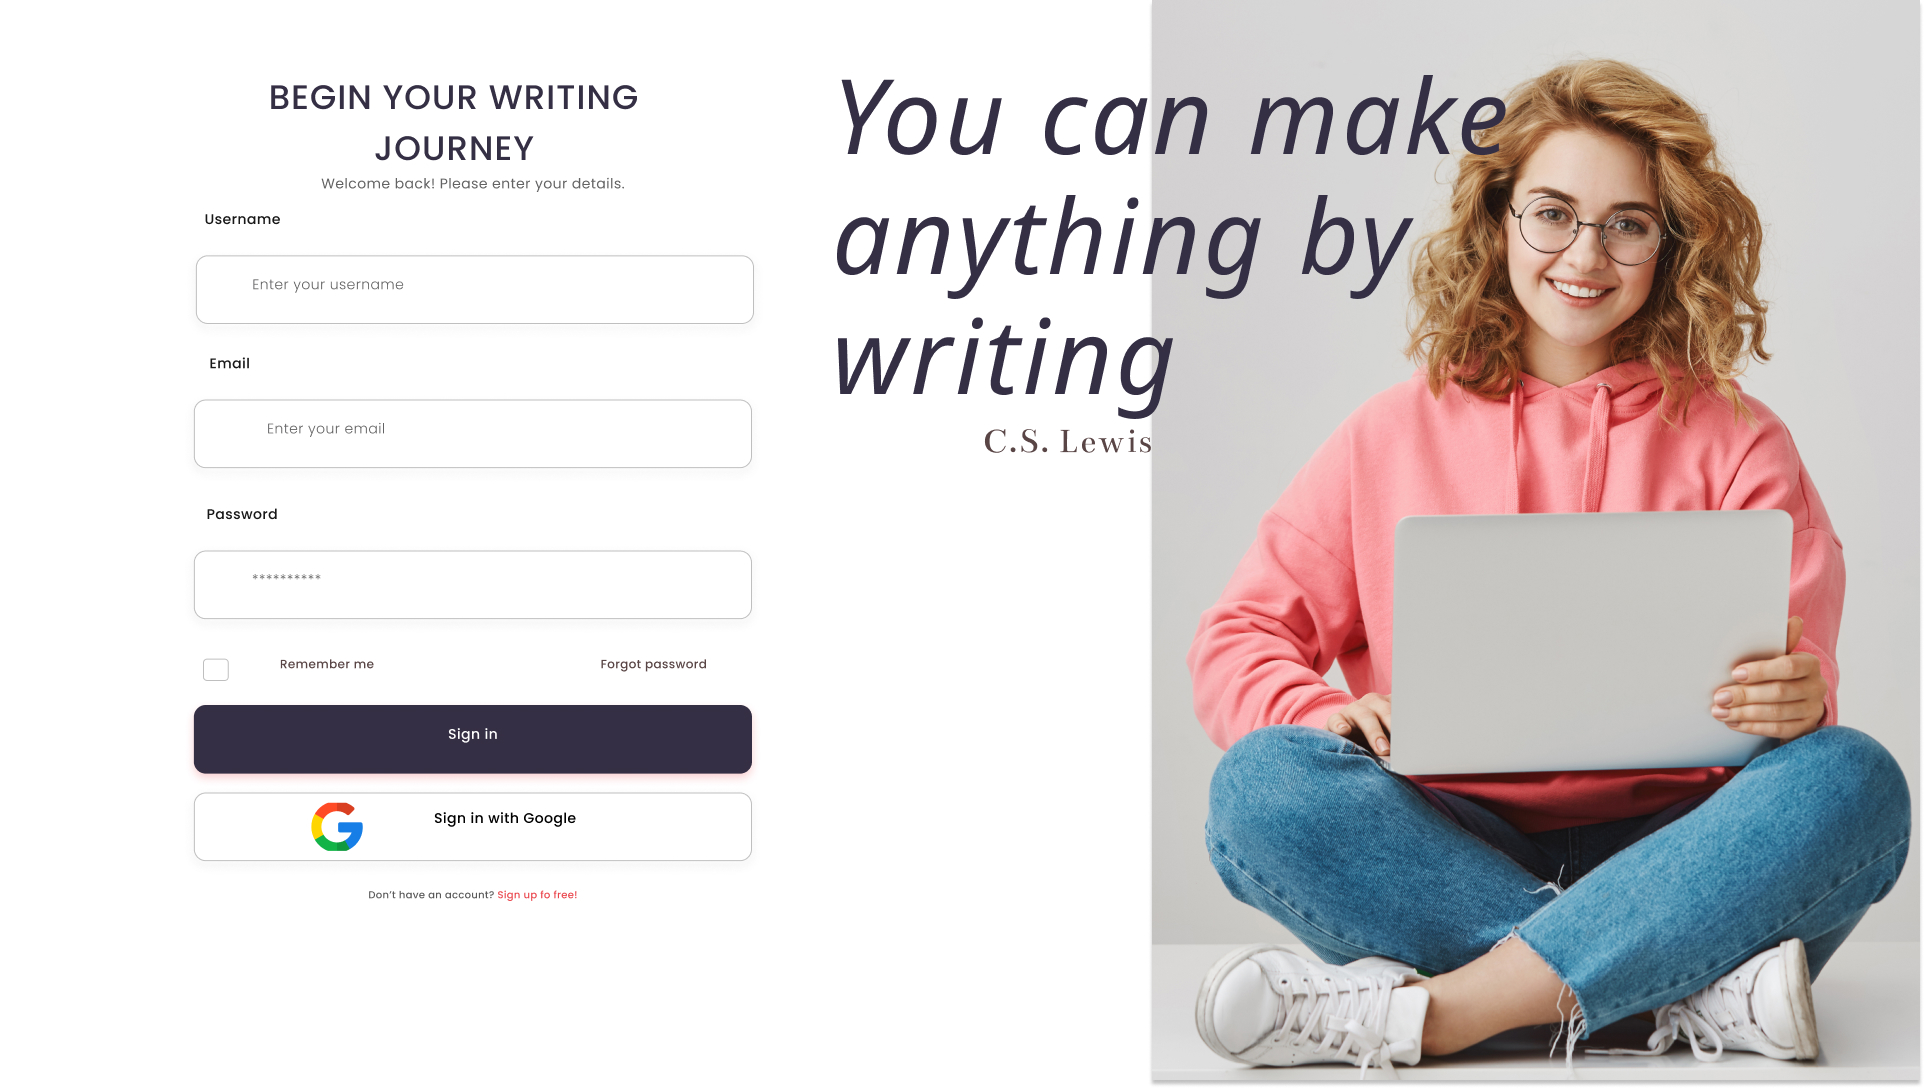 BEGIN YOUR WRITING
JOURNEY
Welcome back! Please enter your details.
Username
Enter your username
Email
Enter your email
Password
**********
Remember me
Forgot password
Sign in
Sign in with Google
Don't have an account? Sign up fo free!
You can make
anything by
writing
C.S. Lewis